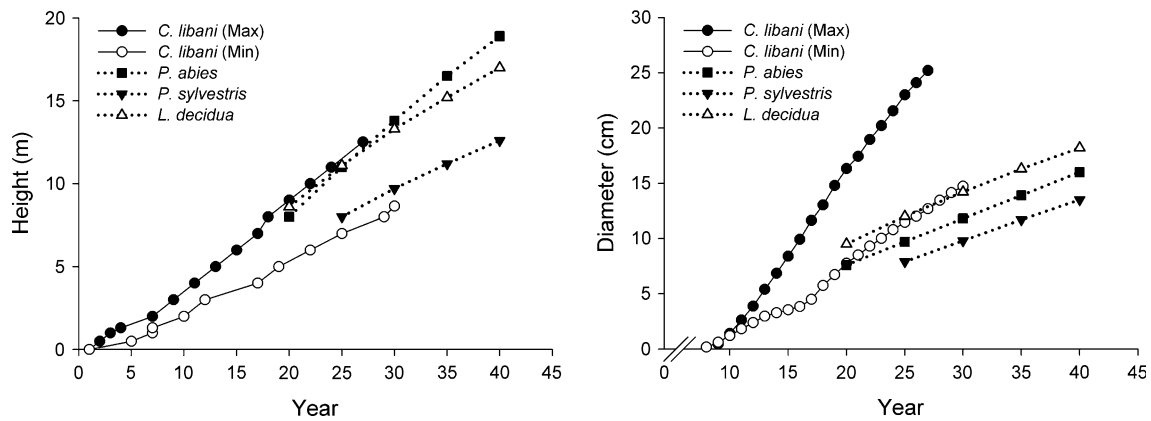 20
15
10
5
0
Height (m)
C. libani (Max)
C. libani (Min)
P. abies
P. sylvestris
L. decidua
0 5 10 15 20 25 30 35 40 45
Year
30
25
20
15
10
5
0
Diameter (cm)
C. libani (Max)
C. libani (Min)
P. abies
P. sylvestris
L. decidua
0 10 15 20 25 30 35 40 45
Year